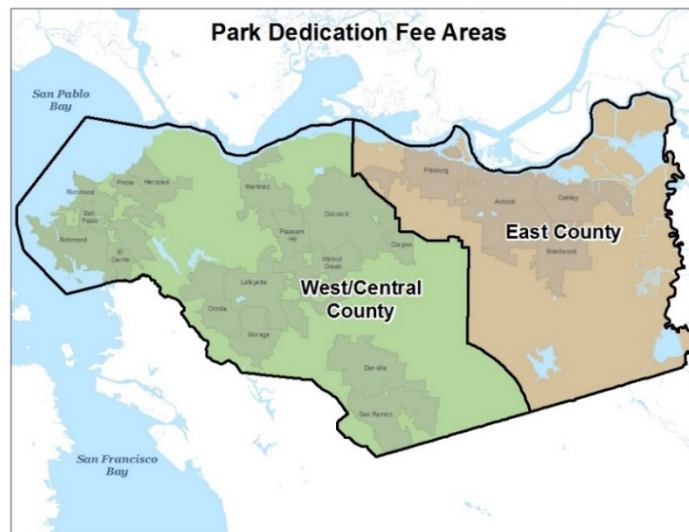 Park Dedication Fee Areas
San Pablo
Bay
Richmond
Pinole
Hercules
San
Pablo
Richmond
El
Cerrito
Martinez
Concord
Pleasant
Hill
Clayton
Walnut
Creek
Lafayette
Orinda
Moraga
West/Central
County
Danville
San Ramon
Pittsburg
Antioch
Oakley
East County
Brentwood
San Francisco
Bay